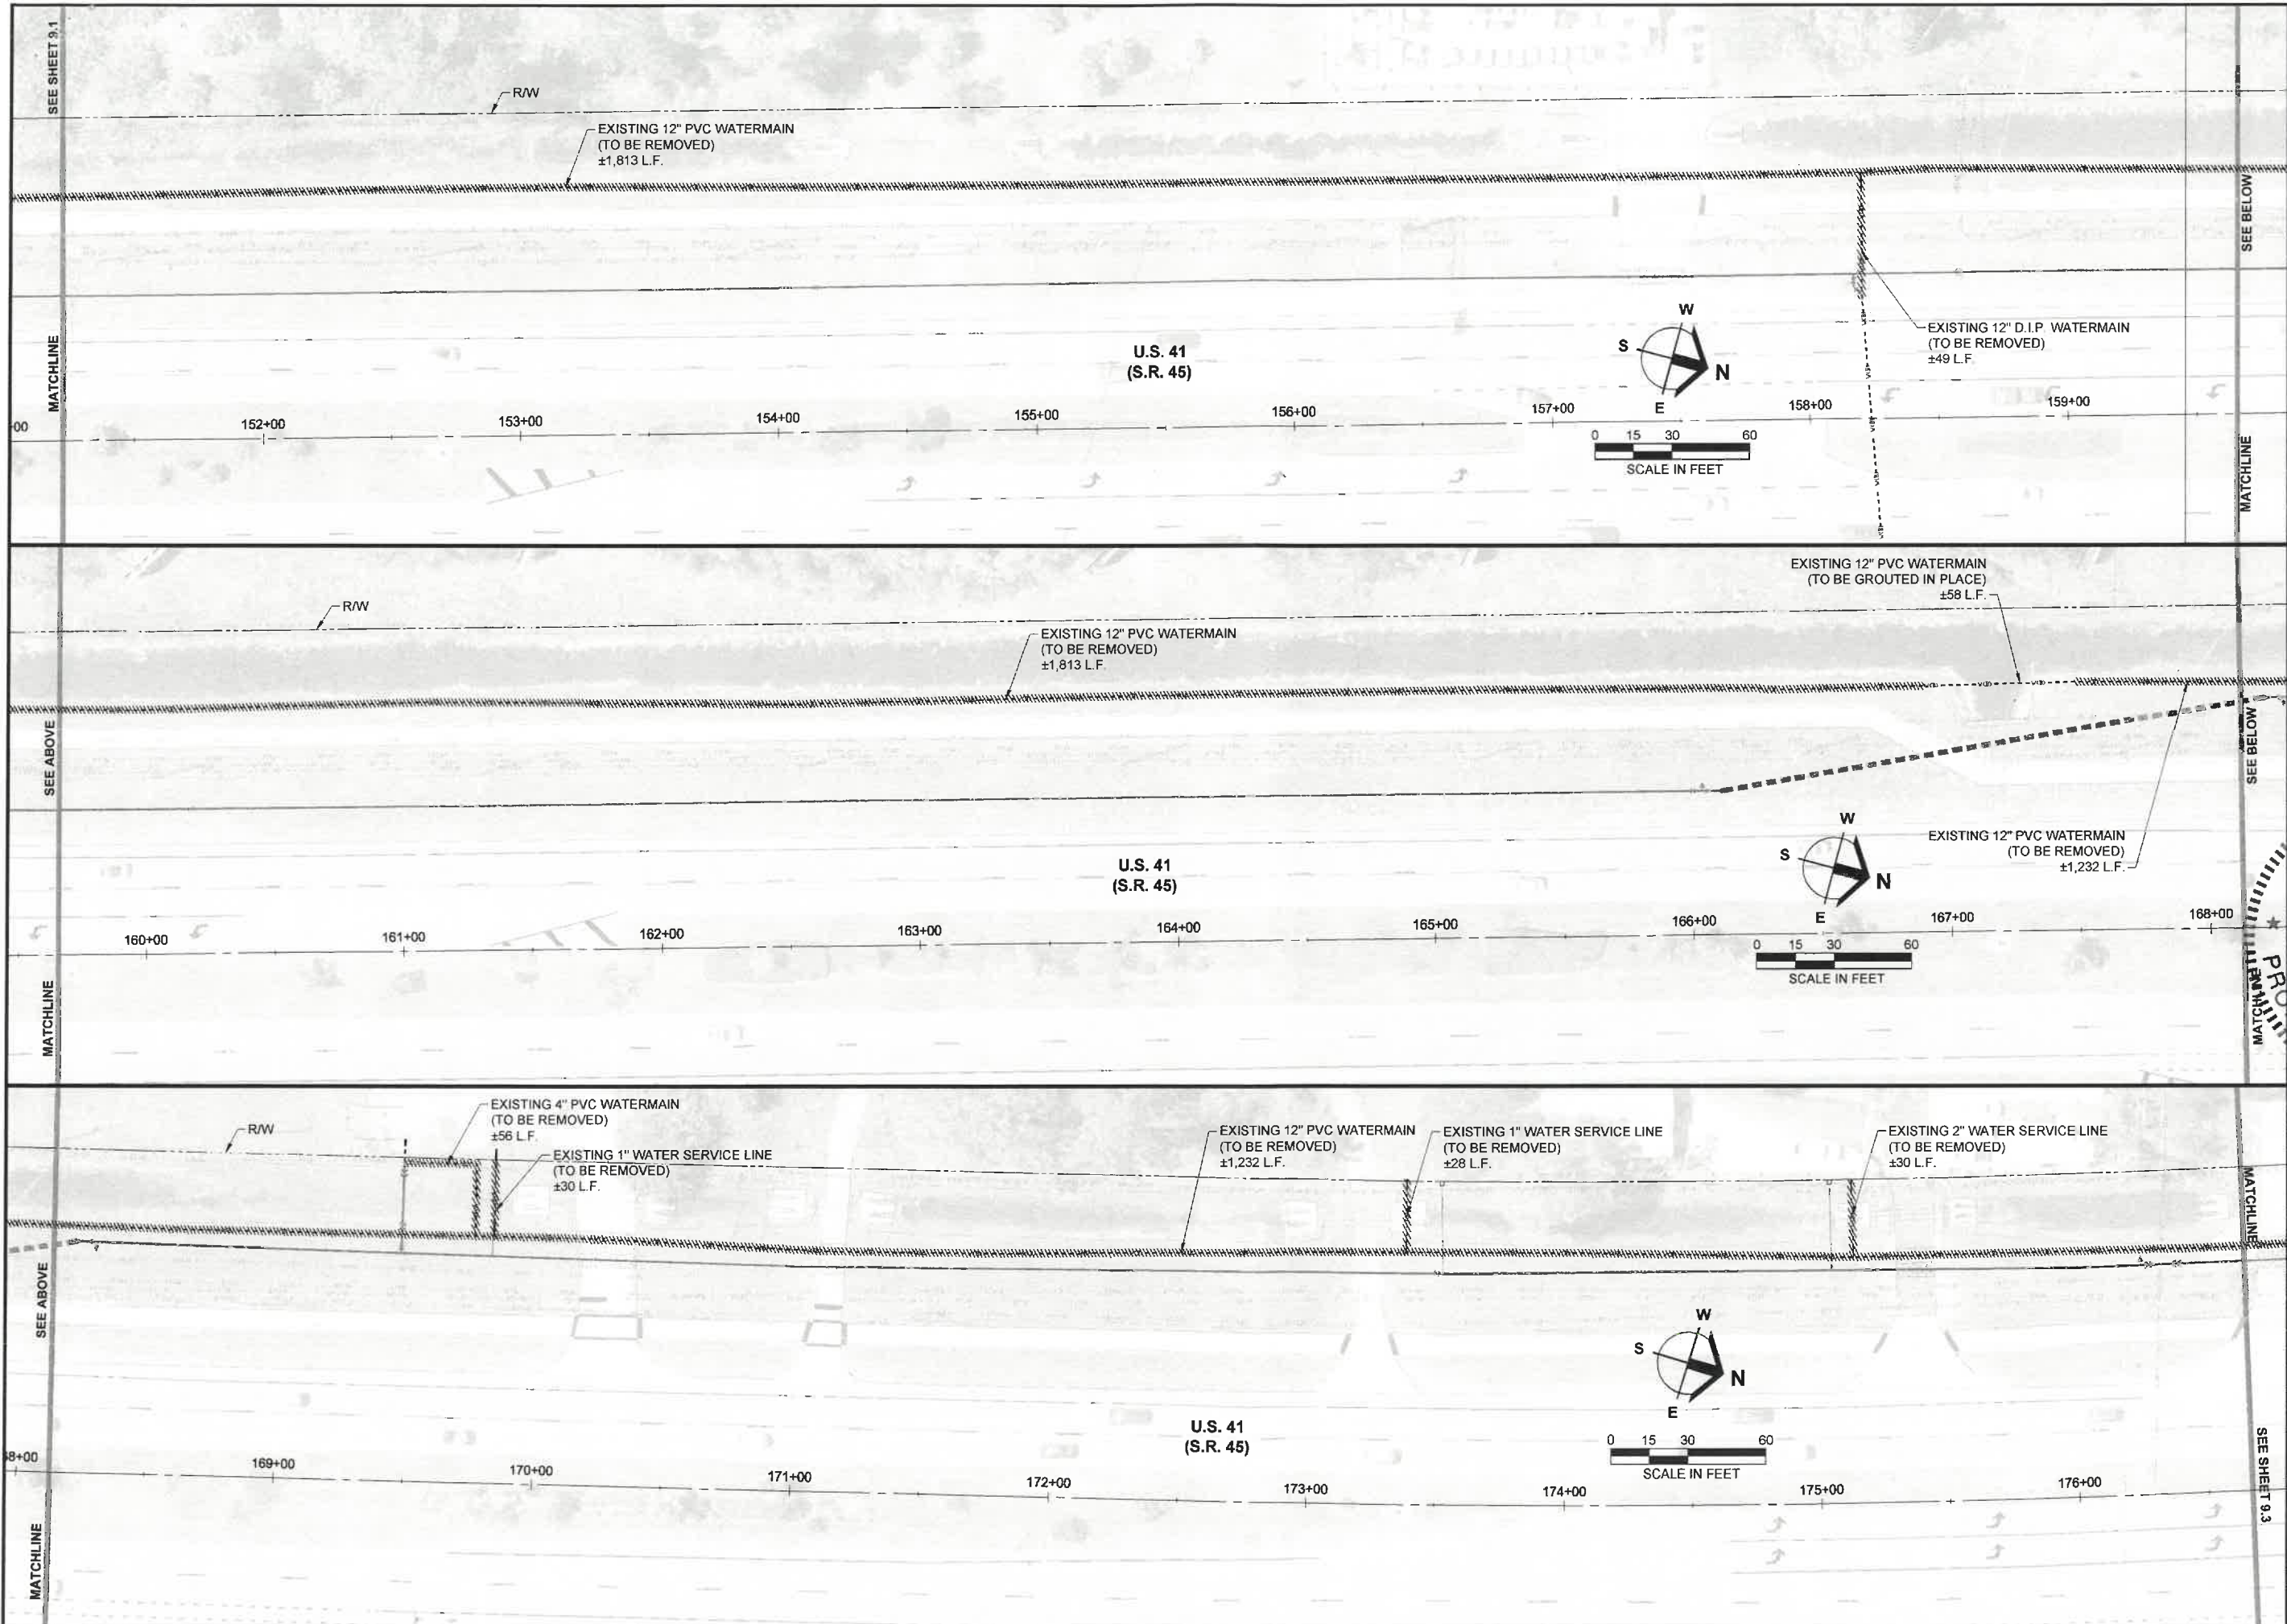 SEE SHEET 9.1
R/W
EXISTING 12" PVC WATERMAIN
(TO BE REMOVED)
±1,813 L.F.
SEE BELOW
MATCHLINE
U.S. 41
(S.R. 45)
W
S
N
E
EXISTING 12" D.I.P. WATERMAIN
(TO BE REMOVED)
±49 L.F.
00
152+00
153+00
154+00
155+00
156+00
157+00
158+00
159+00
0 15 30 60
SCALE IN FEET
MATCHLINE
R/W
EXISTING 12" PVC WATERMAIN
(TO BE REMOVED)
±1,813 L.F.
EXISTING 12" PVC WATERMAIN
(TO BE GROUTED IN PLACE)
±58 L.F.
SEE ABOVE
SEE BELOW
U.S. 41
(S.R. 45)
W
S
N
E
EXISTING 12" PVC WATERMAIN
(TO BE REMOVED)
±1,232 L.F.
160+00
161+00
162+00
163+00
164+00
165+00
166+00
167+00
168+00
0 15 30 60
SCALE IN FEET
MATCHLINE
MATCHLINE
PRO
R/W
EXISTING 4" PVC WATERMAIN
(TO BE REMOVED)
±56 L.F.
EXISTING 1" WATER SERVICE LINE
(TO BE REMOVED)
±30 L.F.
EXISTING 12" PVC WATERMAIN
(TO BE REMOVED)
±1,232 L.F.
EXISTING 1" WATER SERVICE LINE
(TO BE REMOVED)
±28 L.F.
EXISTING 2" WATER SERVICE LINE
(TO BE REMOVED)
±30 L.F.
MATCHLINE
SEE ABOVE
U.S. 41
(S.R. 45)
W
S
N
E
0 15 30 60
SCALE IN FEET
8+00
169+00
170+00
171+00
172+00
173+00
174+00
175+00
176+00
SEE SHEET 9.3
MATCHLINE